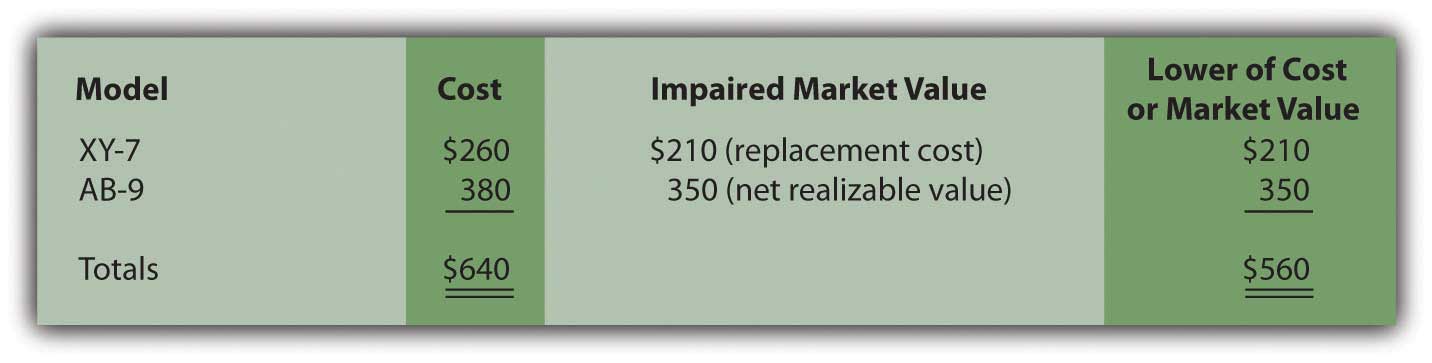 Model Cost Impaired Market Value Lower of Cost
or Market Value
XY-7 $260 $210 (replacement cost) $210
AB-9 380 350 (net realizable value) 350
Totals $640 $560